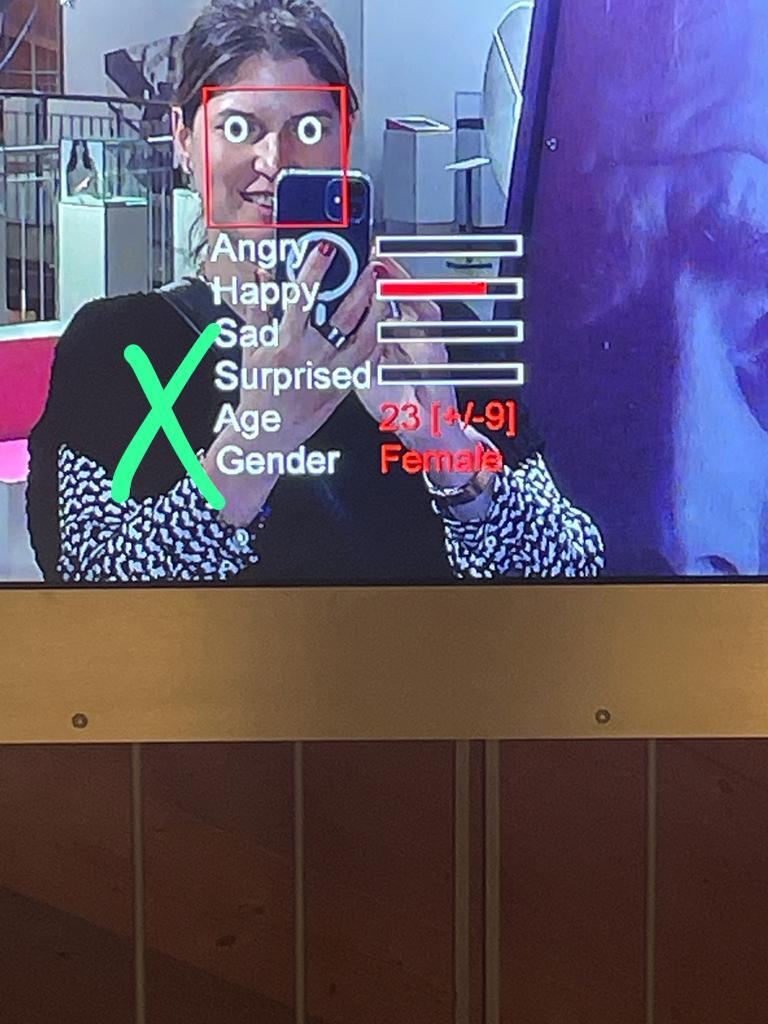 Angry
Happy
Sad
Surprised
Age 23 [+/-9]
Gender Female